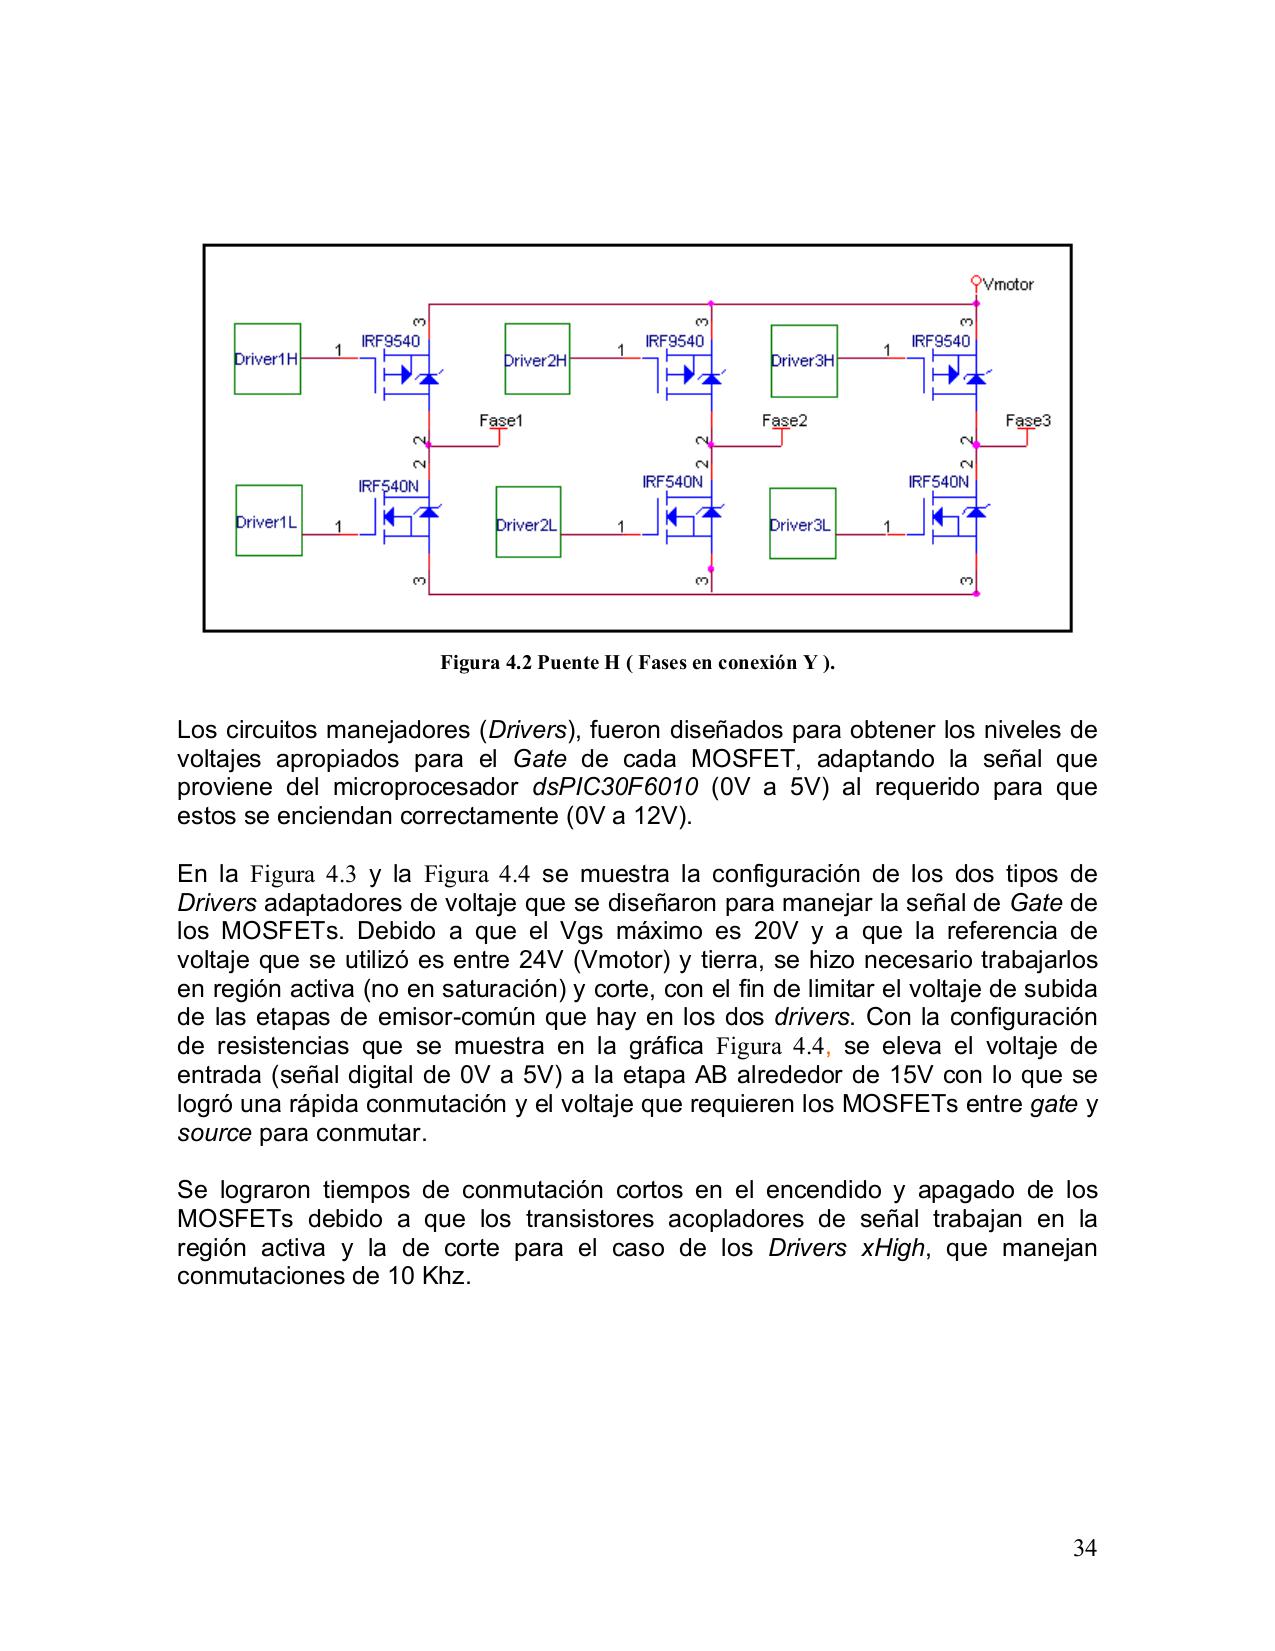 Vmotor
3 3 3
IRF9540 IRF9540 IRF9540
Driver1H 1 Driver2H 1 Driver3H 1
Fase1 Fase2 Fase3
2 2 2
2 2 2
IRF540N IRF540N IRF540N
Driver1L 1 Driver2L 1 Driver3L 1
3 3 3
Figura 4.2 Puente H ( Fases en conexión Y ).
Los circuitos manejadores (Drivers), fueron diseñados para obtener los niveles de
voltajes apropiados para el Gate de cada MOSFET, adaptando la señal que
proviene del microprocesador dsPIC30F6010 (0V a 5V) al requerido para que
estos se enciendan correctamente (0V a 12V).
En la Figura 4.3 y la Figura 4.4 se muestra la configuración de los dos tipos de
Drivers adaptadores de voltaje que se diseñaron para manejar la señal de Gate de
los MOSFETs. Debido a que el Vgs máximo es 20V y a que la referencia de
voltaje que se utilizó es entre 24V (Vmotor) y tierra, se hizo necesario trabajarlos
en región activa (no en saturación) y corte, con el fin de limitar el voltaje de subida
de las etapas de emisor-común que hay en los dos drivers. Con la configuración
de resistencias que se muestra en la gráfica Figura 4.4, se eleva el voltaje de
entrada (señal digital de 0V a 5V) a la etapa AB alrededor de 15V con lo que se
logró una rápida conmutación y el voltaje que requieren los MOSFETs entre gate y
source para conmutar.
Se lograron tiempos de conmutación cortos en el encendido y apagado de los
MOSFETs debido a que los transistores acopladores de señal trabajan en la
región activa y la de corte para el caso de los Drivers xHigh, que manejan
conmutaciones de 10 Khz.
34